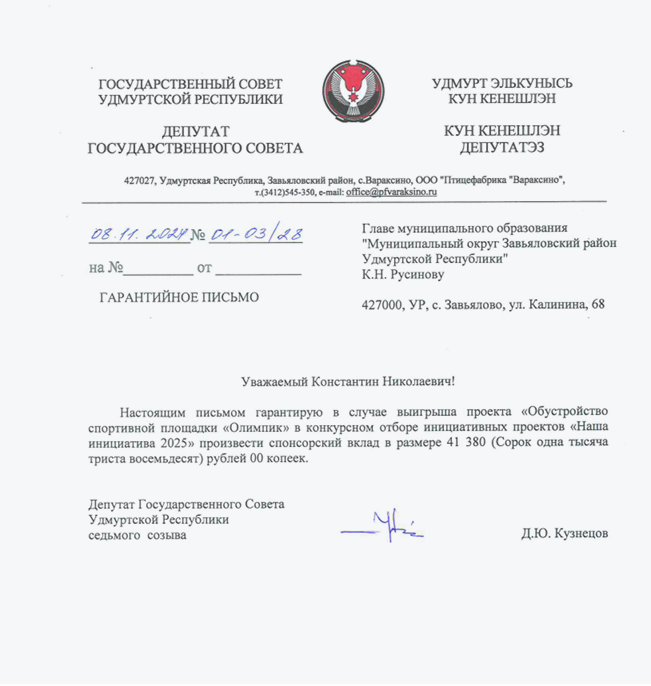 ГОСУДАРСТВЕННЫЙ СОВЕТ
УДМУРТСКОЙ РЕСПУБЛИКИ
ДЕПУТАТ
ГОСУДАРСТВЕННОГО СОВЕТА
УДМУРТ ЭЛЬКУНЫСЬ
КУН КЕНЕШЛЭН
КУН КЕНЕШЛЭН
ДЕПУТАТЭЗ
427027, Удмуртская Республика, Завьяловский район, с.Вараксино, ООО "Птицефабрика "Вараксино",
т.(3412)545-350, e-mail: office@pfvaraksino.ru
08.11.2024 № 01-03/28
на №__________ от ____________
ГАРАНТИЙНОЕ ПИСЬМО
Главе муниципального образования
"Муниципальный округ Завьяловский район
Удмуртской Республики"
К.Н. Русинову
427000, УР, с. Завьялово, ул. Калинина, 68
Уважаемый Константин Николаевич!
Настоящим письмом гарантирую в случае выигрыша проекта «Обустройство
спортивной площадки «Олимпик» в конкурсном отборе инициативных проектов «Наша
инициатива 2025» произвести спонсорский вклад в размере 41 380 (Сорок одна тысяча
триста восемьдесят) рублей 00 копеек.
Депутат Государственного Совета
Удмуртской Республики
седьмого созыва
Д.Ю. Кузнецов